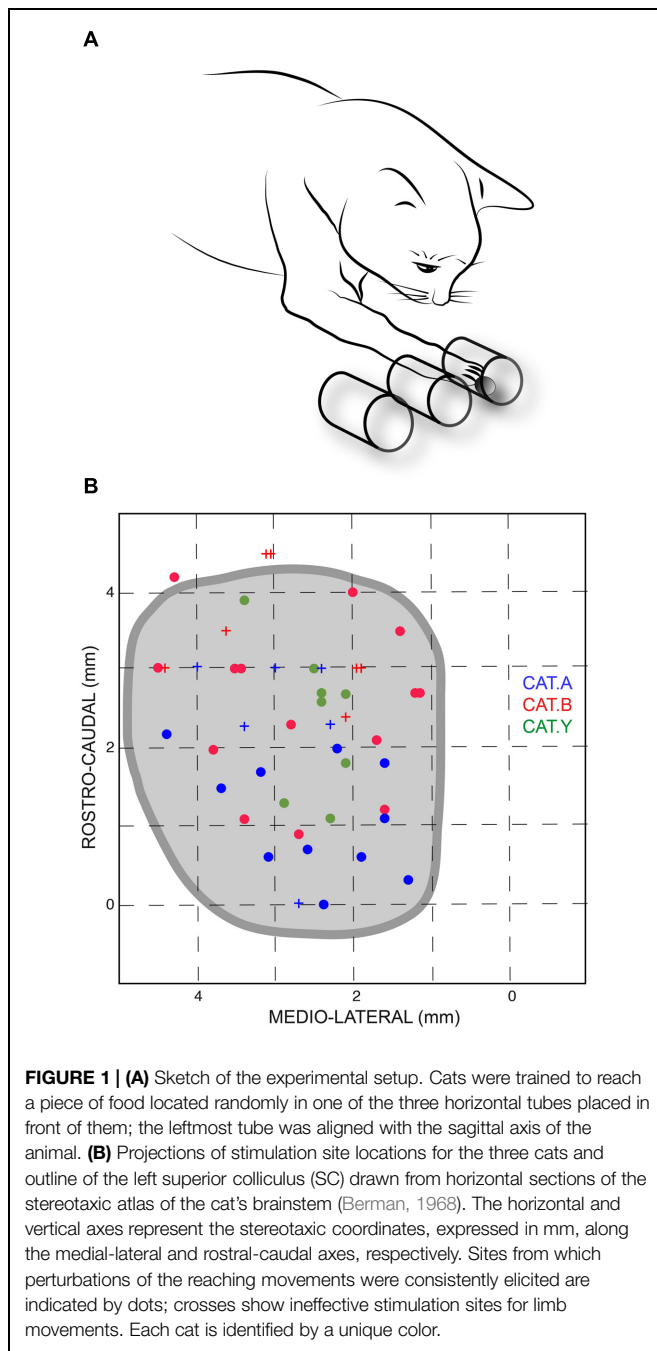 A
B
4
2
0
ROSTRO-CAUDAL (mm)
CAT.A
CAT.B
CAT.Y
4
2
0
MEDIO-LATERAL (mm)
FIGURE 1 | (A) Sketch of the experimental setup. Cats were trained to reach
a piece of food located randomly in one of the three horizontal tubes placed in
front of them; the leftmost tube was aligned with the sagittal axis of the
animal. (B) Projections of stimulation site locations for the three cats and
outline of the left superior colliculus (SC) drawn from horizontal sections of the
stereotaxic atlas of the cat's brainstem (Berman, 1968). The horizontal and
vertical axes represent the stereotaxic coordinates, expressed in mm, along
the medial-lateral and rostral-caudal axes, respectively. Sites from which
perturbations of the reaching movements were consistently elicited are
indicated by dots; crosses show ineffective stimulation sites for limb
movements. Each cat is identified by a unique color.